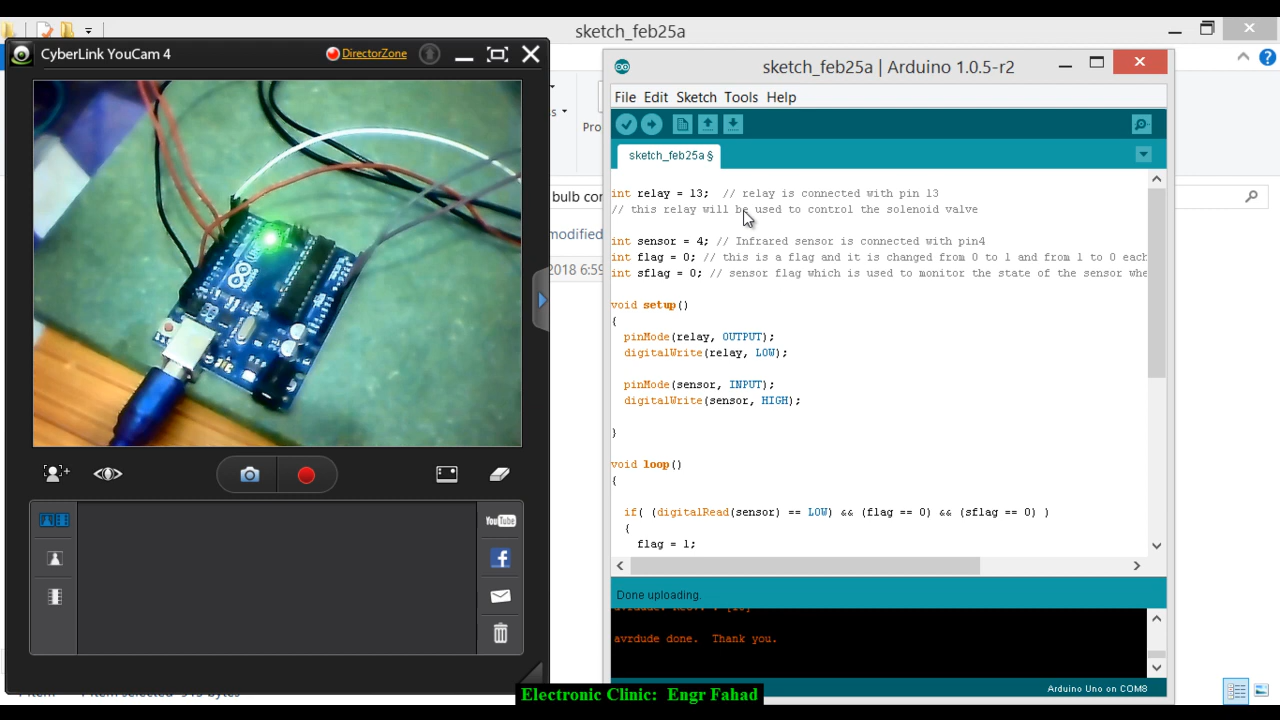 sketch_feb25a
CyberLink YouCam 4
DirectorZone
sketch_feb25a | Arduino 1.0.5-r2
File Edit Sketch Tools Help
Pro
sketch_feb25a §
bulb con
modified
2018 6:59
int relay = 13; // relay is connected with pin 13
// this relay will be used to control the solenoid valve
int sensor = 4; // Infrared sensor is connected with pin4
int flag = 0; // this is a flag and it is changed from 0 to 1 and from 1 to 0 each
int sflag = 0; // sensor flag which is used to monitor the state of the sensor whe
void setup()
{
pinMode(relay, OUTPUT);
digitalWrite(relay, LOW);
pinMode(sensor, INPUT);
digitalWrite(sensor, HIGH);
}
void loop()
{
if( (digitalRead(sensor) == LOW) && (flag == 0) && (sflag == 0) )
{
flag = 1;
You Tube
Done uploading.
avrdude done. Thank you.
Arduino Uno on COM8
Electronic Clinic: Engr Fahad